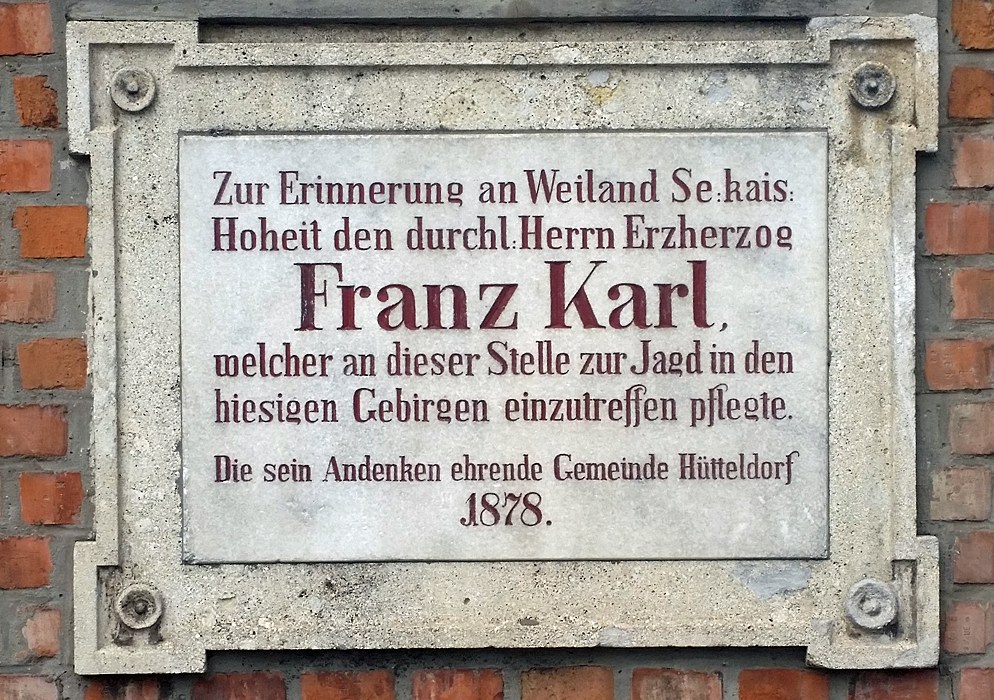 Zur Erinnerung an Weiland Se:kais:
Hoheit den durchl:Herrn Erzherzog
Franz Karl,
welcher an dieser Stelle zur Jagd in den
hiesigen Gebirgen einzutreffen pflegte.
Die sein Andenken ehrende Gemeinde Hütteldorf
1878.